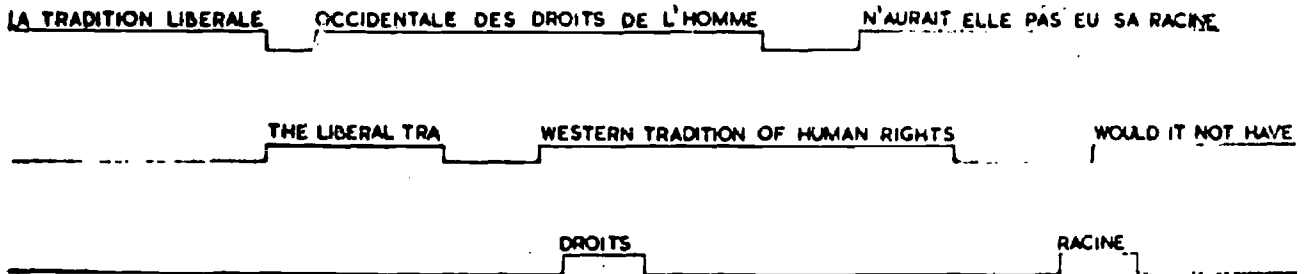 LA TRADITION LIBERALE OCCIDENTALE DES DROITS DE L'HOMME N'AURAIT ELLE PAS EU SA RACINE
THE LIBERAL TRA WESTERN TRADITION OF HUMAN RIGHTS WOULD IT NOT HAVE
DROITS RACINE